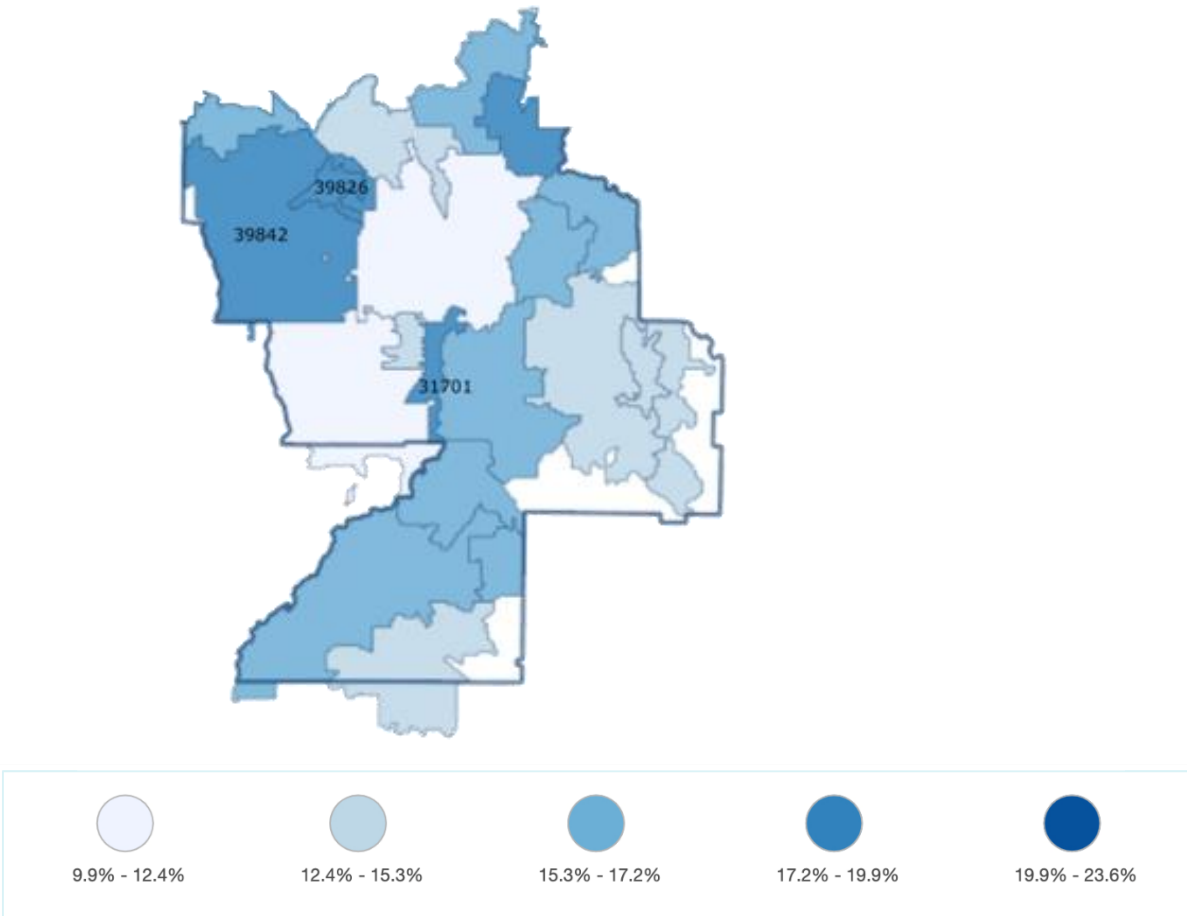 39826
39842
31701
9.9% - 12.4%
12.4% - 15.3%
15.3% - 17.2%
17.2% - 19.9%
19.9% - 23.6%